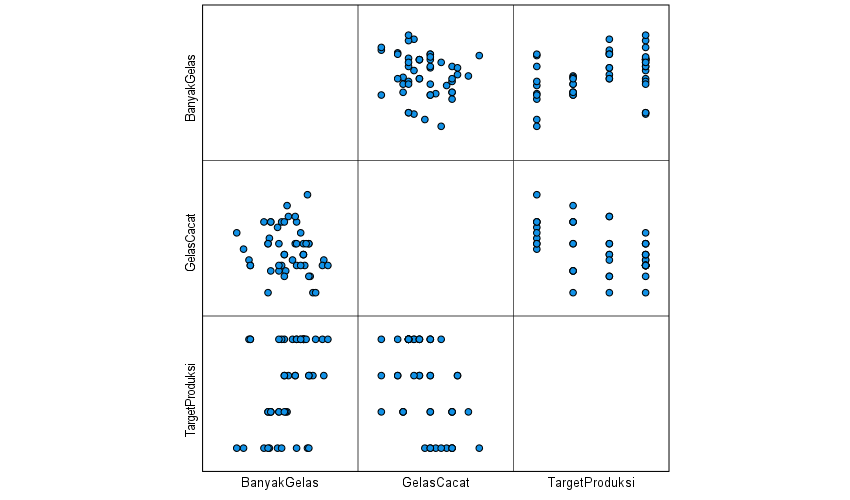 BanyakGelas
GelasCacat
TargetProduksi
BanyakGelas
GelasCacat
TargetProduksi